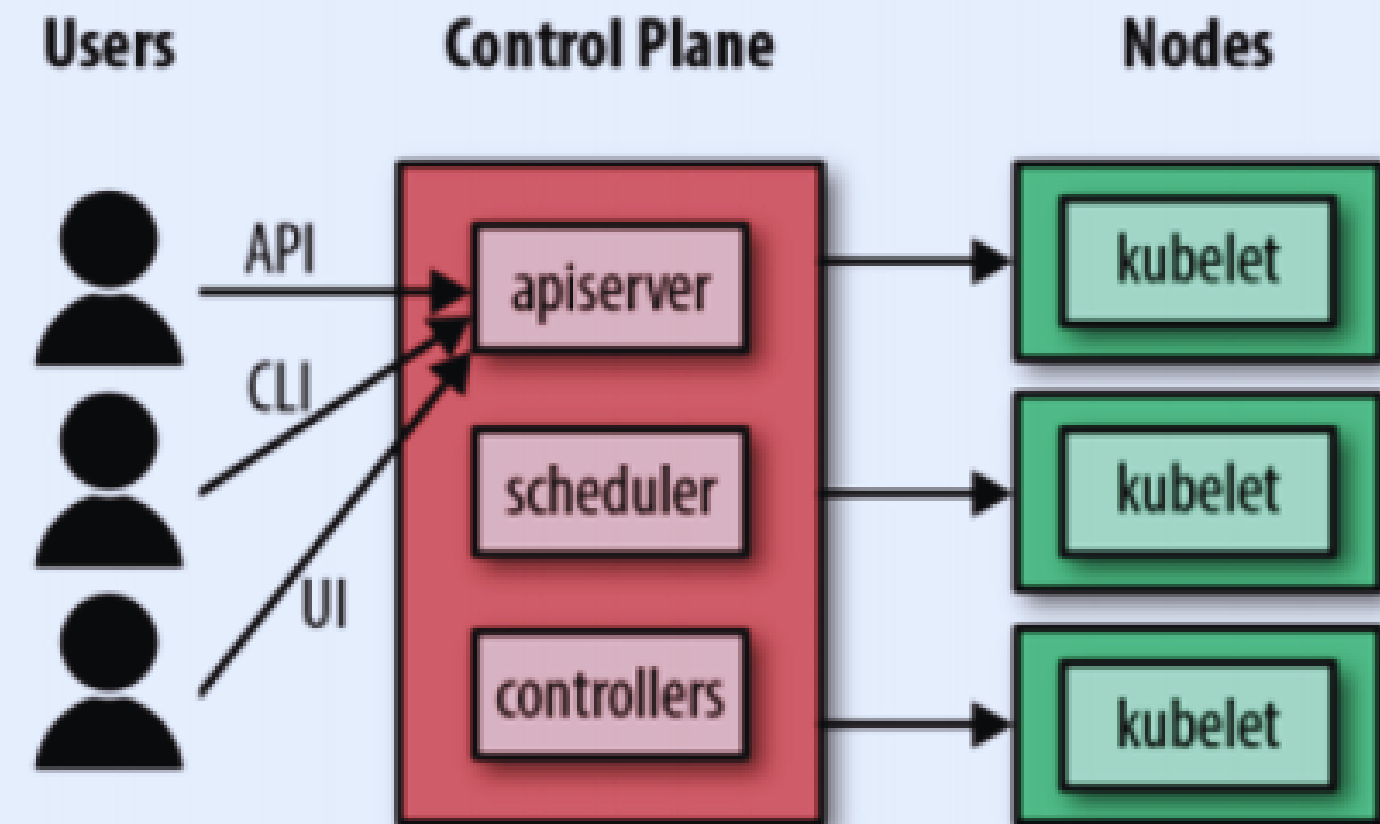 Users
Control Plane
Nodes
API
CLI
UI
apiserver
scheduler
controllers
kubelet
kubelet
kubelet